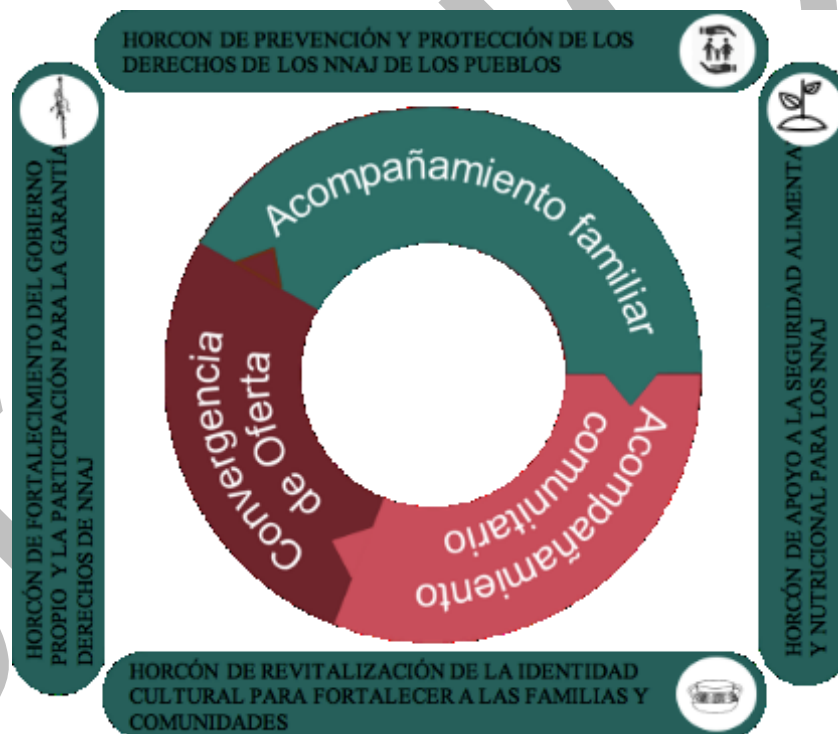 HORCON DE PREVENCIÓN Y PROTECCIÓN DE LOS
DERECHOS DE LOS NNAJ DE LOS PUEBLOS
HORCÓN DE FORTALECIMIENTO DEL GOBIERNO
PROPIO Y LA PARTICIPACIÓN PARA LA GARANTÍA
DERECHOS DE NNAJ
Acompañamiento familiar
Convergencia
de Oferta
Acompañamiento
comunitario
HORCÓN DE APOYO A LA SEGURIDAD ALIMENTA
Y NUTRICIONAL PARA LOS NNAJ
HORCÓN DE REVITALIZACIÓN DE LA IDENTIDAD
CULTURAL PARA FORTALECER A LAS FAMILIAS Y
COMUNIDADES